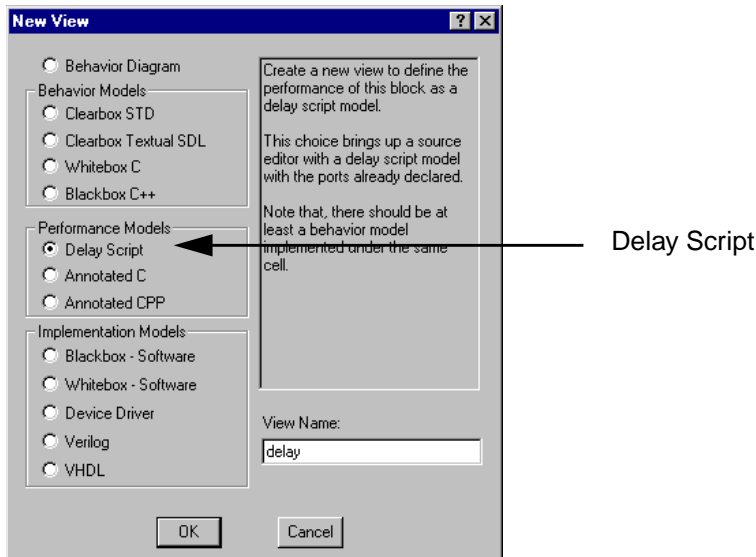 New View
Behavior Diagram
Behavior Models
Clearbox STD
Clearbox Textual SDL
Whitebox C
Blackbox C++
Performance Models
Delay Script
Annotated C
Annotated CPP
Implementation Models
Blackbox - Software
Whitebox - Software
Device Driver
Verilog
VHDL
Create a new view to define the
performance of this block as a
delay script model.
This choice brings up a source
editor with a delay script model
with the ports already declared.
Note that, there should be at
least a behavior model
implemented under the same
cell.
View Name:
delay
OK
Cancel
Delay Script